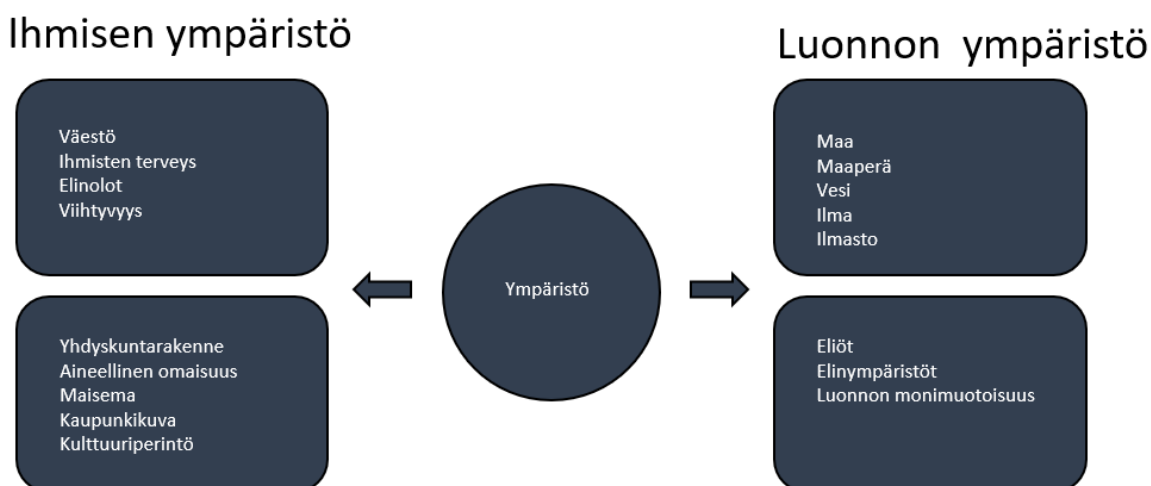 Ihmisen ympäristö
Väestö
Ihmisten terveys
Elinolot
Viihtyvyys
Yhdyskuntarakenne
Aineellinen omaisuus
Maisema
Kaupunkikuva
Kulttuuriperintö
Ympäristö
Luonnon  ympäristö
Maa
Maaperä
Vesi
Ilma
Ilmasto
Eliöt
Elinympäristöt
Luonnon monimuotoisuus